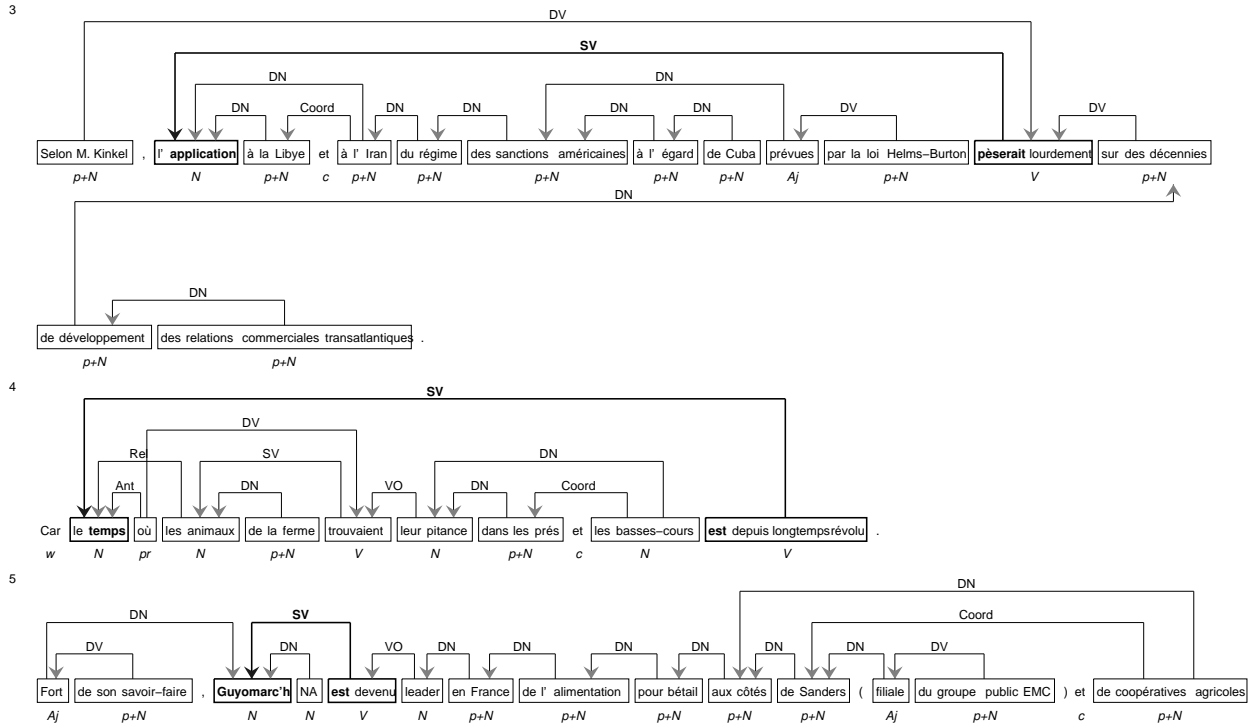 3
DV
SV
DN DN
DN Coord DN DN DN DN DV DV
Selon M. Kinkel , l' application à la Libye et à l' Iran du régime des sanctions américaines à l' égard de Cuba prévues par la loi Helms−Burton pèserait lourdement sur des décennies
p+N N p+N c p+N p+N p+N p+N p+N Aj p+N V p+N
DN
DN
de développement des relations commerciales transatlantiques .
p+N p+N
4
SV
DV
Rel SV DN
Ant DN VO DN Coord
Car le temps où les animaux de la ferme trouvaient leur pitance dans les prés et les basses−cours est depuis longtemps révolu .
w N pr N p+N V N p+N c N V
5
DN
DN SV Coord
DV DN VO DN DN DN DN DN DN DV
Fort de son savoir−faire , Guyomarc'h NA est devenu leader en France de l' alimentation pour bétail aux côtés de Sanders ( filiale du groupe public EMC ) et de coopératives agricoles
Aj p+N N N V N p+N p+N p+N p+N p+N Aj p+N c p+N